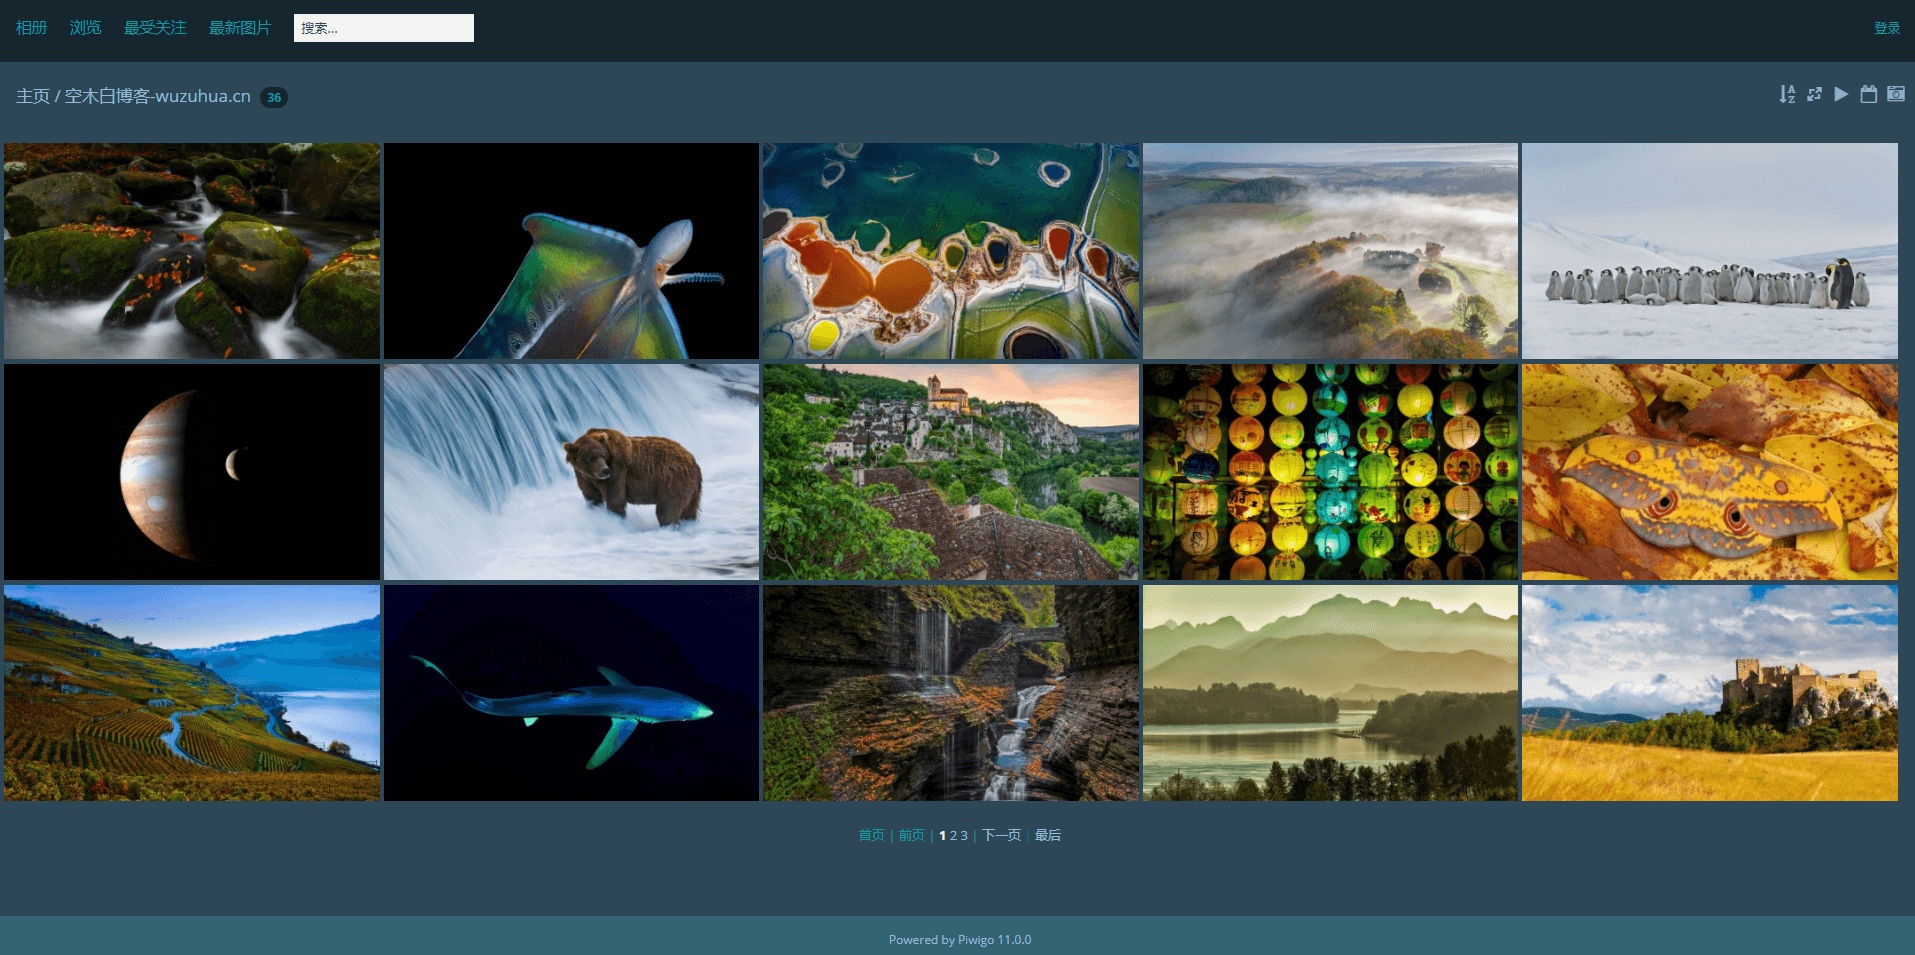 相册 浏览 最受关注 最新图片 搜索... 登录
主页 / 空木白博客-wuzuhua.cn 36
首页 | 前页 | 1 2 3 | 下一页 | 最后
Powered by Piwigo 11.0.0